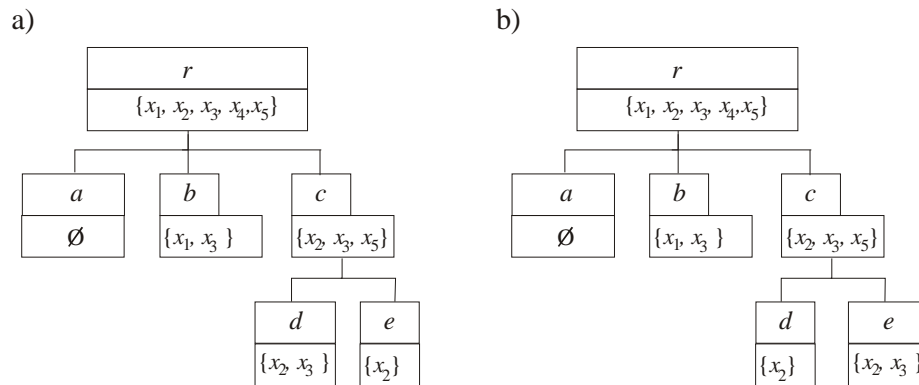 a)
r
{x₁, x₂, x₃, x₄,x₅}
a b c
Ø {x₁, x₃ } {x₂, x₃, x₅}
d e
{x₂, x₃ } {x₂}
b)
r
{x₁, x₂, x₃, x₄,x₅}
a b c
Ø {x₁, x₃ } {x₂, x₃, x₅}
d e
{x₂} {x₂, x₃ }